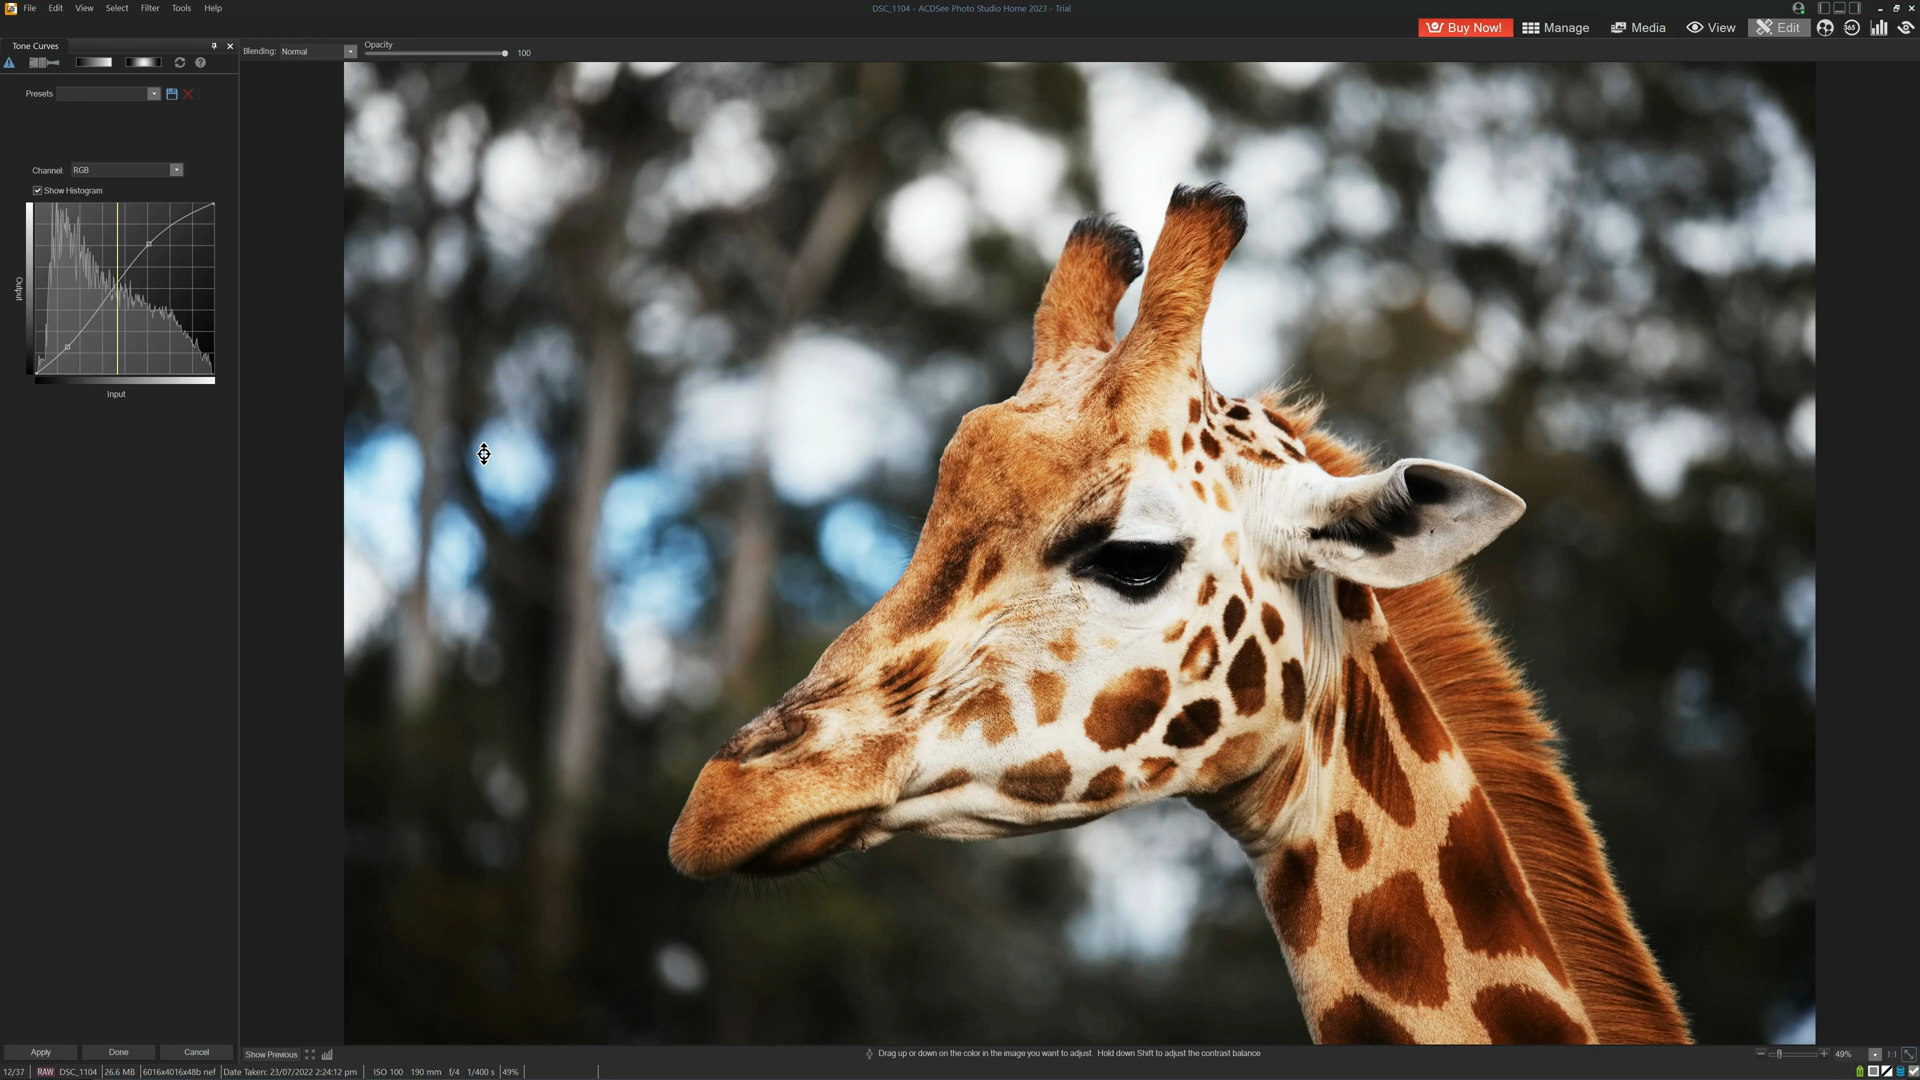 File Edit View Select Filter Tools Help
DSC_1104 - ACDSee Photo Studio Home 2023 - Trial
Buy Now! Manage Media View Edit 365
Tone Curves
Blending: Normal Opacity 100
Presets
Channel: RGB
Show Histogram
Output
Input
Apply Done Cancel
Show Previous
Drag up or down on the color in the image you want to adjust. Hold down Shift to adjust the contrast balance
49% 1:1
12/37 RAW DSC_1104 26.6 MB 6016x4016x48b nef Date Taken: 23/07/2022 2:24:12 pm ISO 100 190 mm f/4 1/400 s 49%